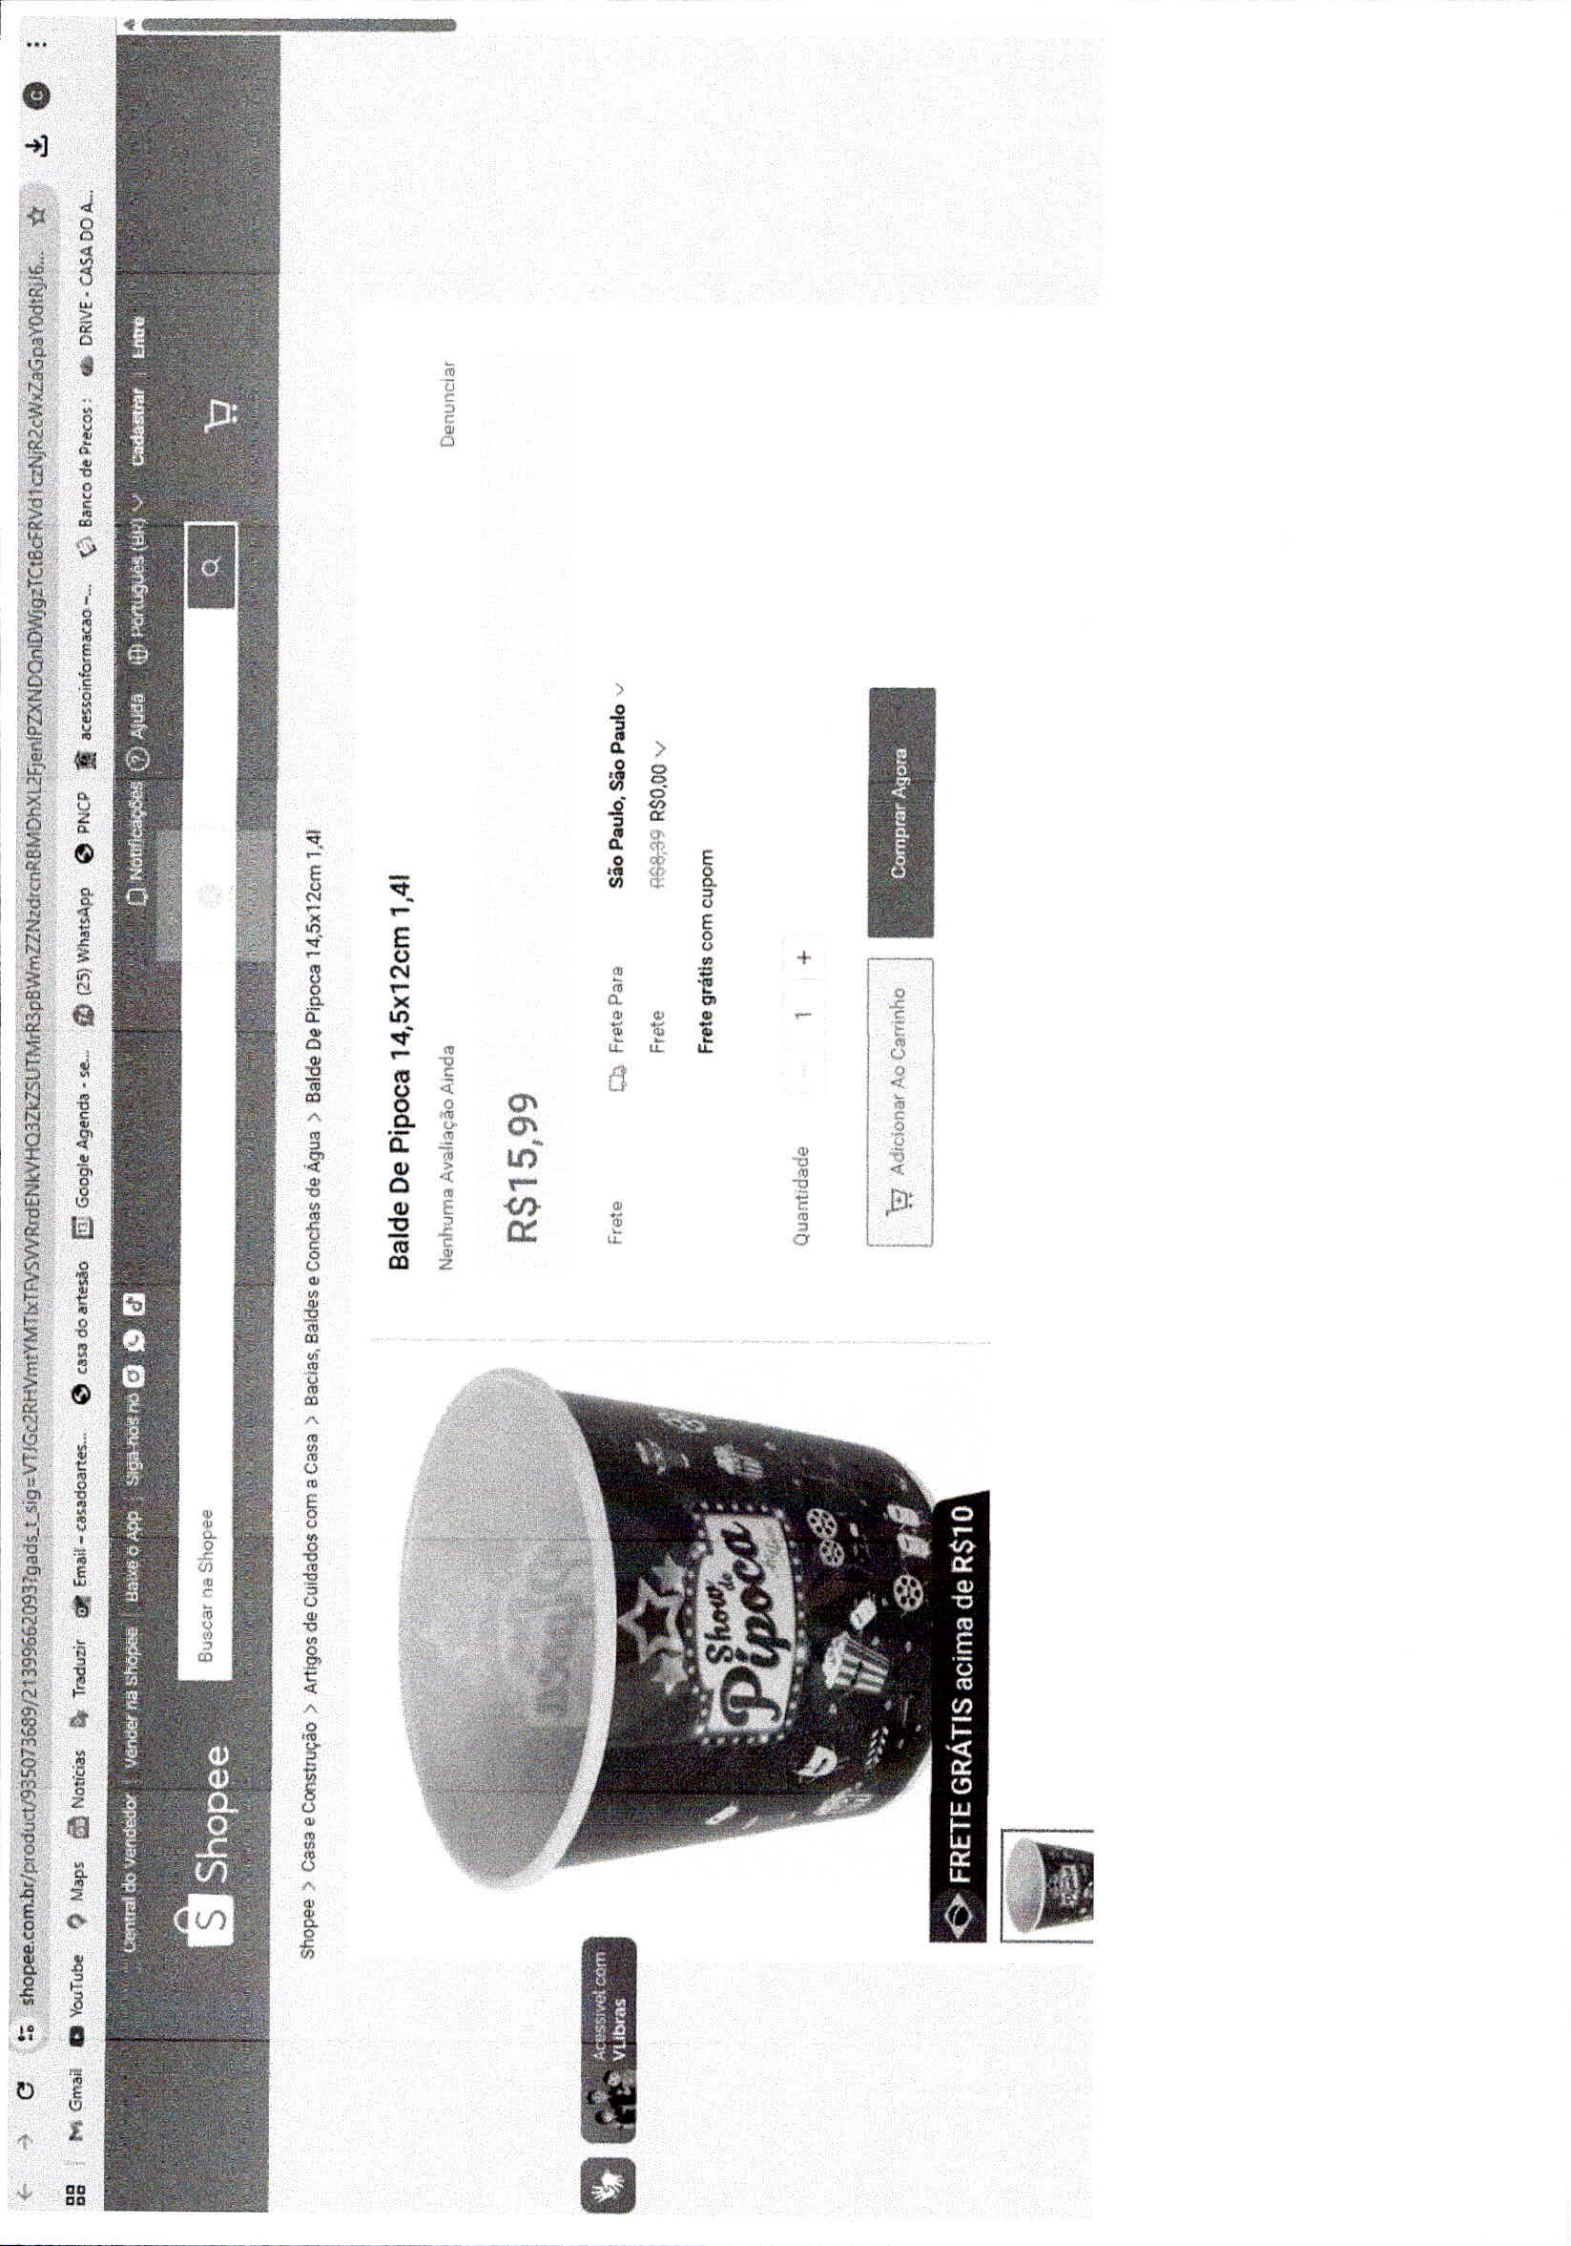 shopee.com.br/product/935073689/21399662093?gads_t_sig=
Gmail YouTube Maps Notícias Traduzir Email – casadoartes... casa do artesão Google Agenda - se... (25) WhatsApp PNCP acessoinformacao –... Banco de Precos : DRIVE - CASA DO A...
Central do Vendedor | Vender na Shopee | Baixe o App | Siga-nos no Notificações Ajuda Português (BR) Cadastrar | Entre
Shopee
Buscar na Shopee
Shopee > Casa e Construção > Artigos de Cuidados com a Casa > Bacias, Baldes e Conchas de Água > Balde De Pipoca 14,5x12cm 1,4l
Balde De Pipoca 14,5x12cm 1,4l
Nenhuma Avaliação Ainda Denunciar
R$15,99
Frete Frete Para São Paulo, São Paulo
Frete R$8,39 R$0,00
Frete grátis com cupom
Quantidade 1 +
Adicionar Ao Carrinho Comprar Agora
Show de
Pipoca
FRETE GRÁTIS acima de R$10
Acessível com
VLibras